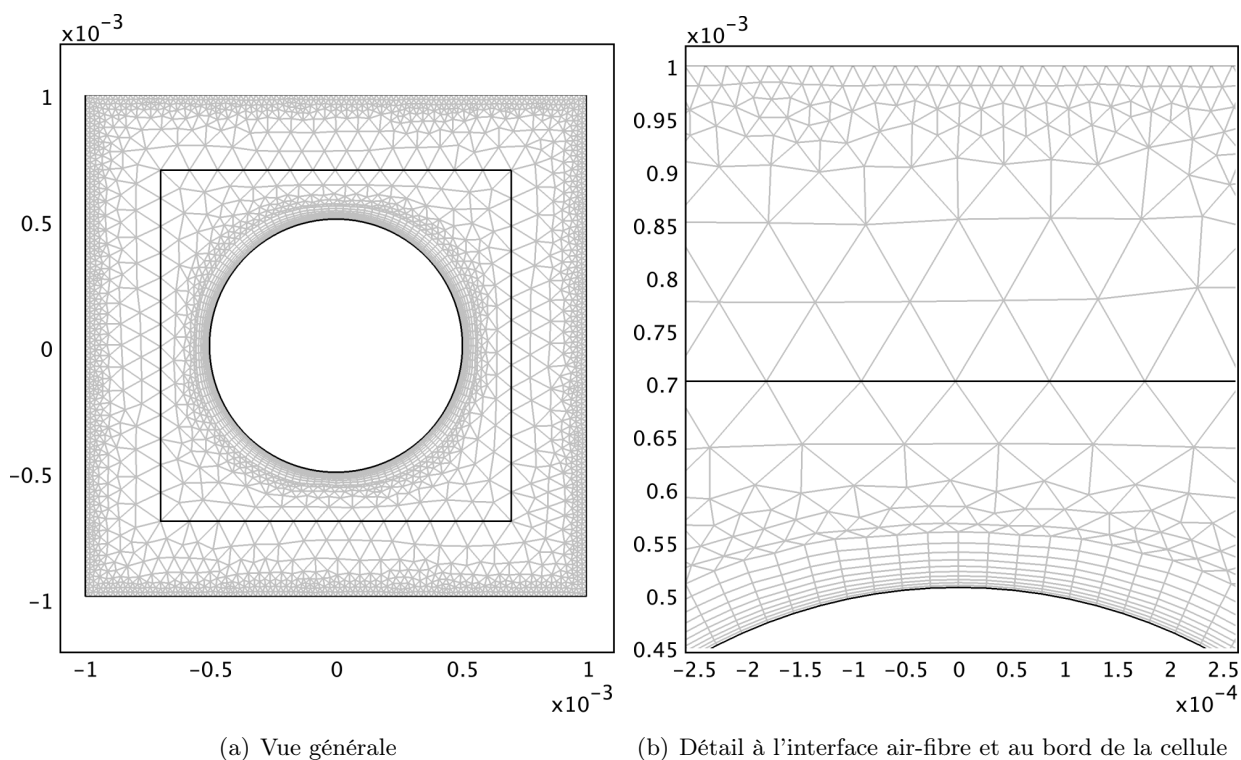 x10⁻³
1
0.5
0
−0.5
−1
−1 −0.5 0 0.5 1
x10⁻³
x10⁻³
1
0.95
0.9
0.85
0.8
0.75
0.7
0.65
0.6
0.55
0.5
0.45
−2.5 −2 −1.5 −1 0.5 0 0.5 1 1.5 2 2.5
x10⁻⁴
(a) Vue générale
(b) Détail à l'interface air-fibre et au bord de la cellule